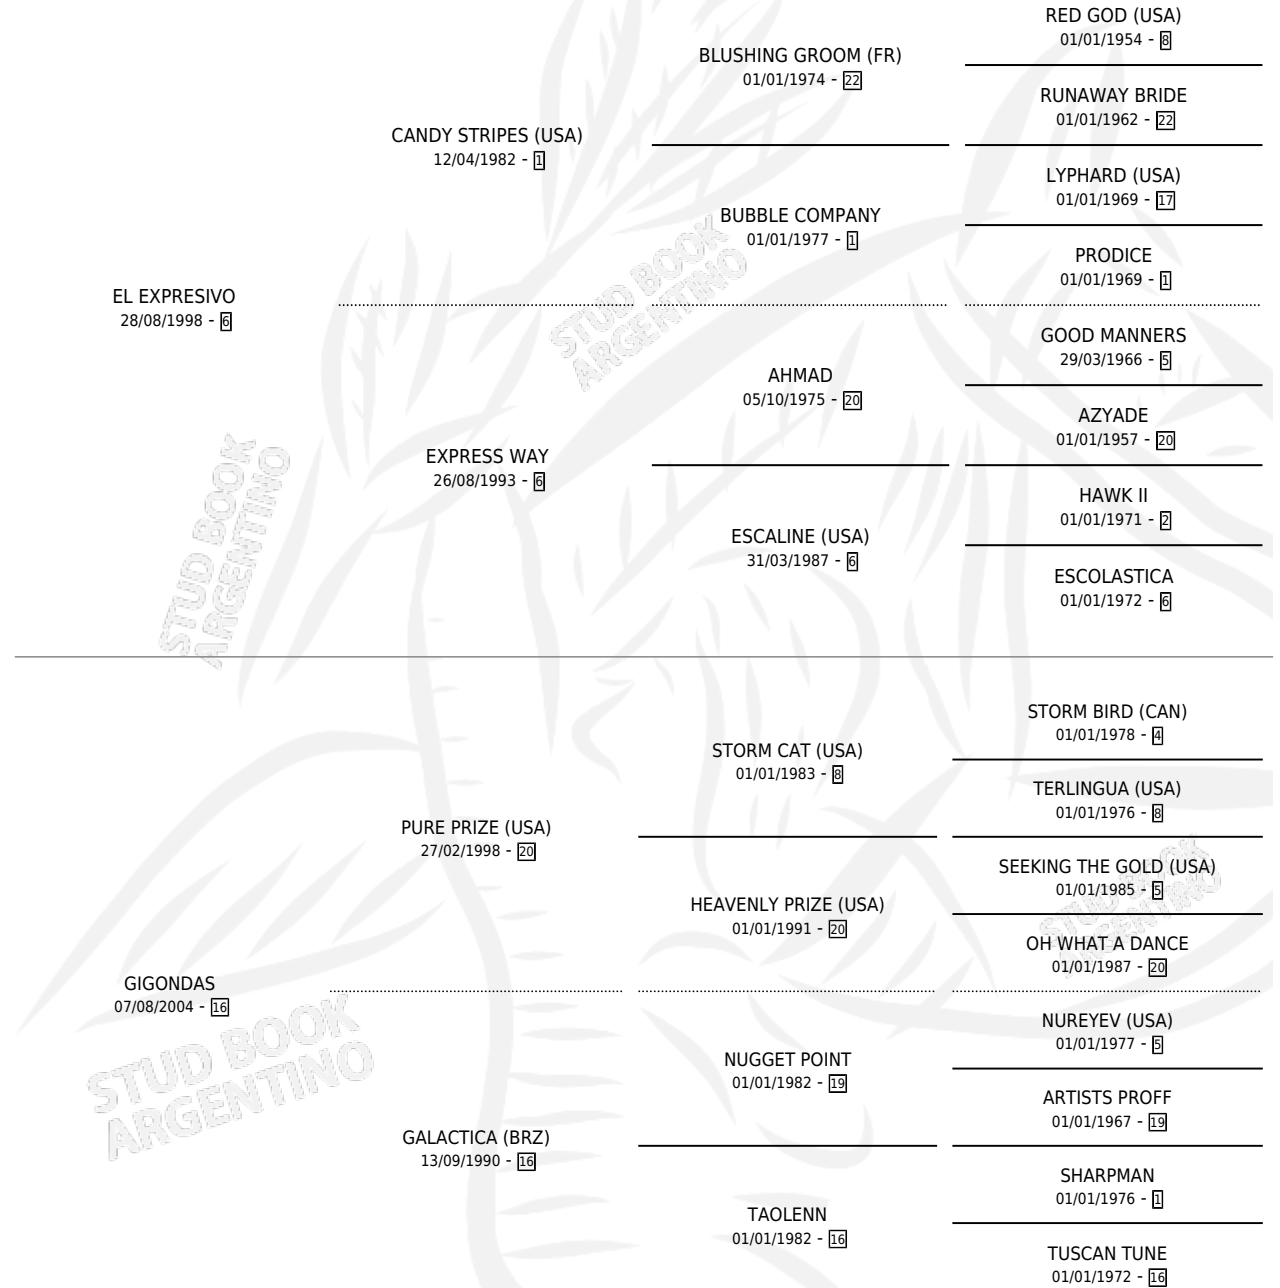 RED GOD (USA)
01/01/1954 - 8
BLUSHING GROOM (FR)
01/01/1974 - 22
RUNAWAY BRIDE
01/01/1962 - 22
CANDY STRIPES (USA)
12/04/1982 - 1
LYPHARD (USA)
01/01/1969 - 17
BUBBLE COMPANY
01/01/1977 - 1
PRODICE
01/01/1969 - 1
EL EXPRESIVO
28/08/1998 - 6
STUD BOOK
ARGENTINO
GOOD MANNERS
29/03/1966 - 5
AHMAD
05/10/1975 - 20
AZYADE
01/01/1957 - 20
EXPRESS WAY
26/08/1993 - 6
HAWK II
01/01/1971 - 2
ESCALINE (USA)
31/03/1987 - 6
ESCOLASTICA
01/01/1972 - 6
STUD BOOK
ARGENTINO
STORM BIRD (CAN)
01/01/1978 - 4
STORM CAT (USA)
01/01/1983 - 8
TERLINGUA (USA)
01/01/1976 - 8
PURE PRIZE (USA)
27/02/1998 - 20
SEEKING THE GOLD (USA)
01/01/1985 - 5
HEAVENLY PRIZE (USA)
01/01/1991 - 20
STUD BOOK
ARGENTINO
OH WHAT A DANCE
01/01/1987 - 20
GIGONDAS
07/08/2004 - 16
NUREYEV (USA)
01/01/1977 - 5
NUGGET POINT
01/01/1982 - 19
STUD BOOK
ARGENTINO
ARTISTS PROFF
01/01/1967 - 19
GALACTICA (BRZ)
13/09/1990 - 16
SHARPMAN
01/01/1976 - 1
TAOLENN
01/01/1982 - 16
TUSCAN TUNE
01/01/1972 - 16